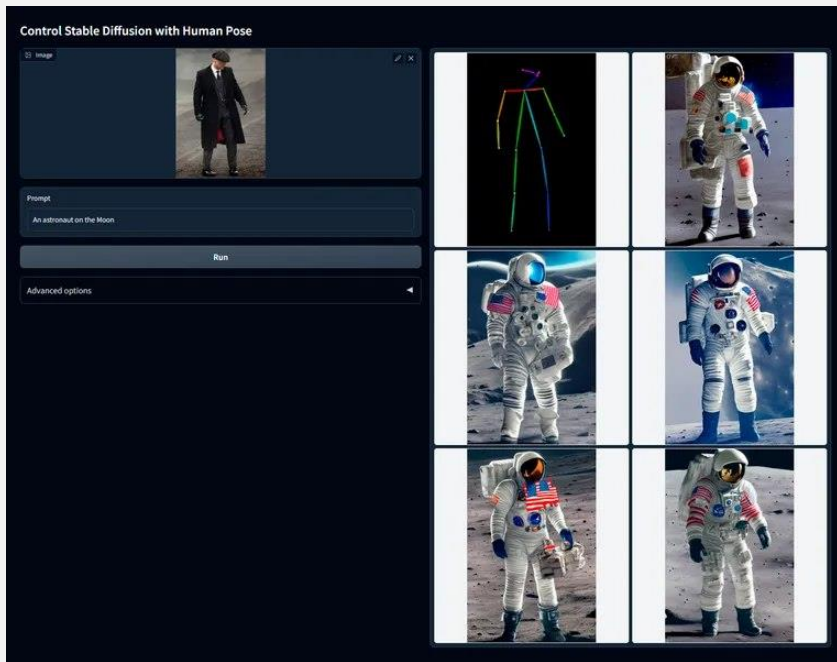 Control Stable Diffusion with Human Pose
Image
Prompt
An astronaut on the Moon
Run
Advanced options